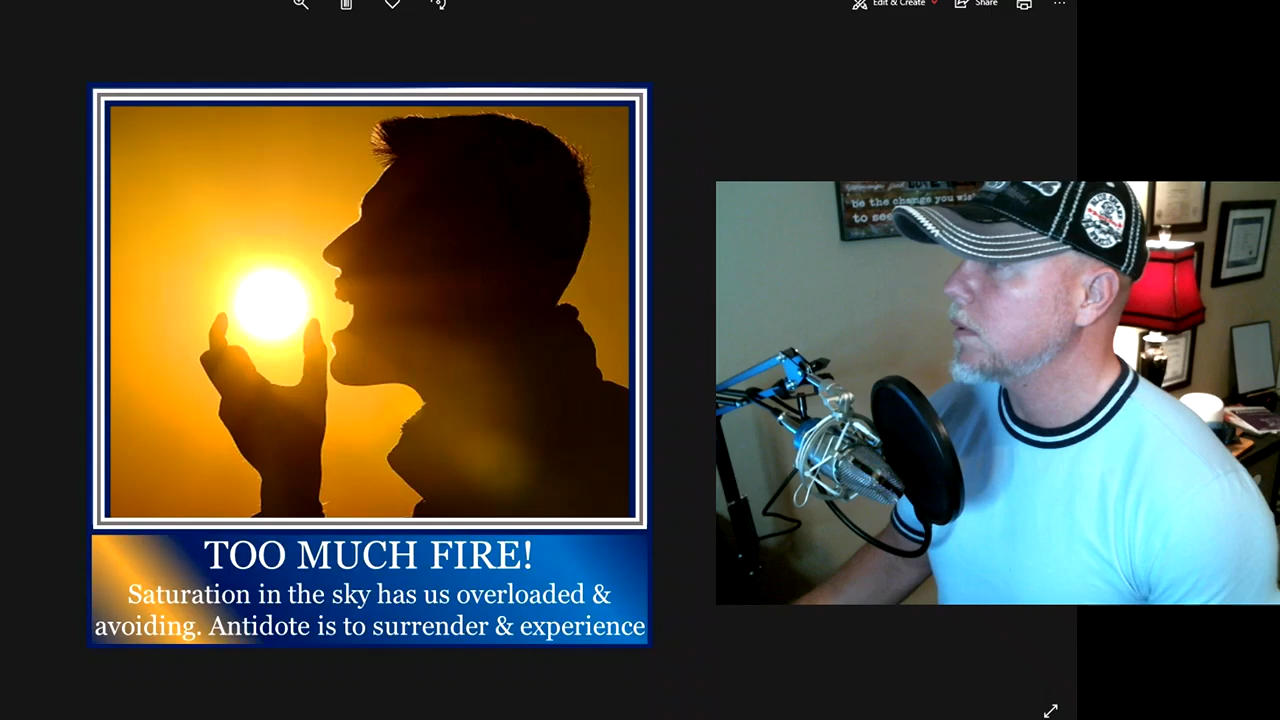 Edit & Create
Share
TOO MUCH FIRE!
Saturation in the sky has us overloaded &
avoiding. Antidote is to surrender & experience
be the change you wis
to see